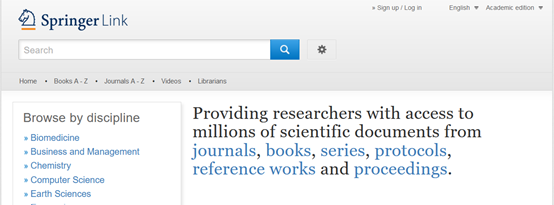 Springer Link
» Sign up / Log in English Academic edition
Search
Home • Books A - Z • Journals A - Z • Videos • Librarians
Browse by discipline
» Biomedicine
» Business and Management
» Chemistry
» Computer Science
» Earth Sciences
Providing researchers with access to
millions of scientific documents from
journals, books, series, protocols,
reference works and proceedings.